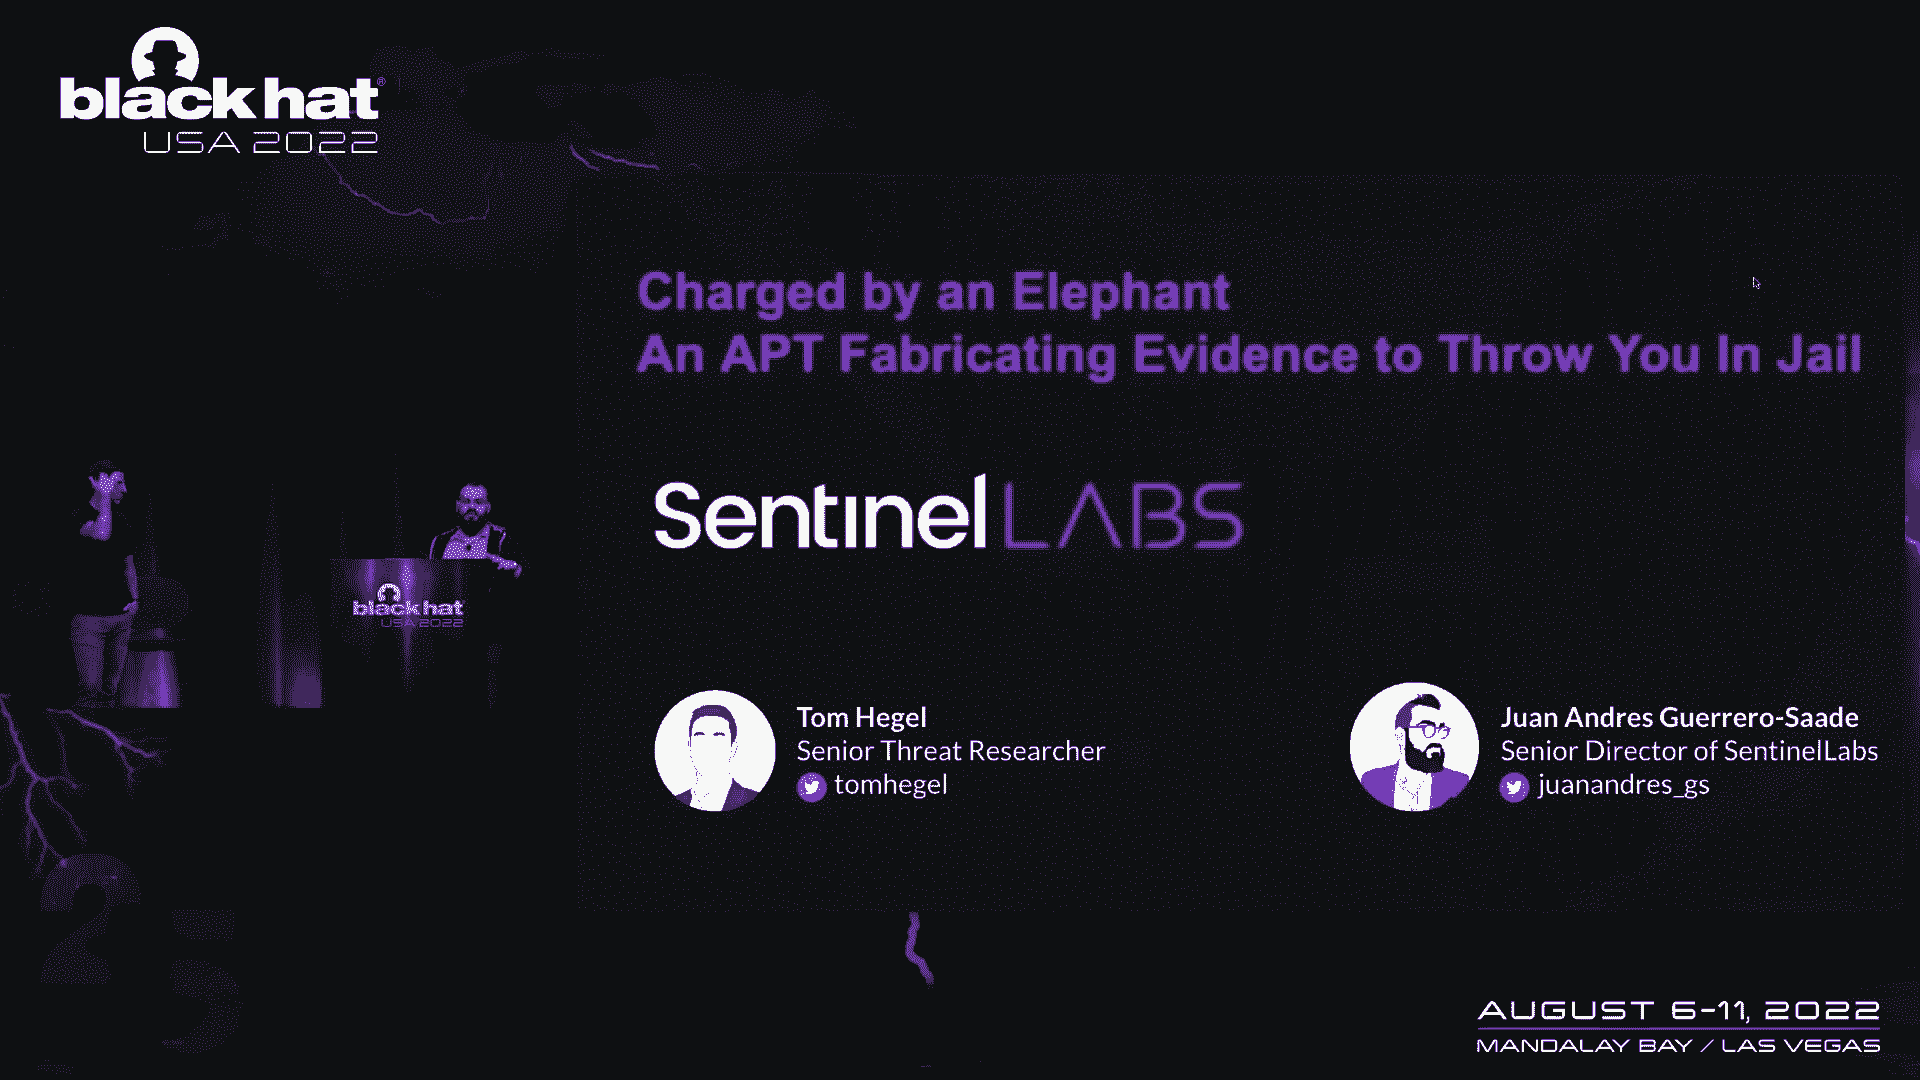 black hat®
USA 2022
Charged by an Elephant
An APT Fabricating Evidence to Throw You In Jail
SentinelLABS
black hat
USA 2022
Tom Hegel
Senior Threat Researcher
tomhegel
Juan Andres Guerrero-Saade
Senior Director of SentinelLabs
juanandres_gs
25
AUGUST 6-11, 2022
MANDALAY BAY / LAS VEGAS